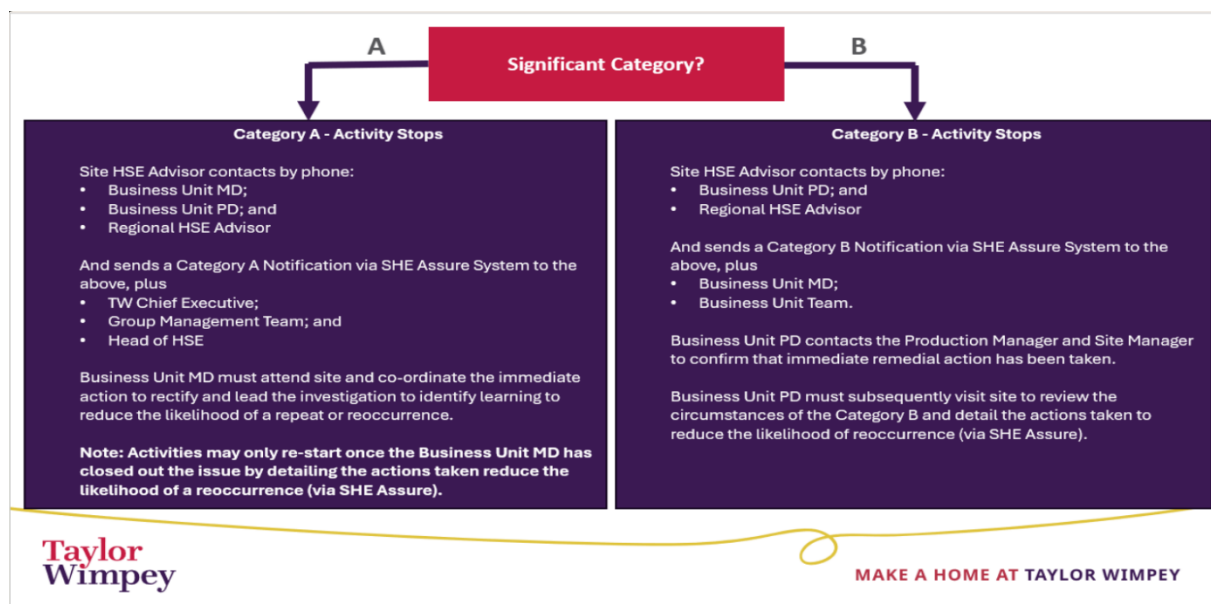 A
Significant Category?
B
Category A - Activity Stops
Site HSE Advisor contacts by phone:
• Business Unit MD;
• Business Unit PD; and
• Regional HSE Advisor
And sends a Category A Notification via SHE Assure System to the
above, plus
• TW Chief Executive;
• Group Management Team; and
• Head of HSE
Business Unit MD must attend site and co-ordinate the immediate
action to rectify and lead the investigation to identify learning to
reduce the likelihood of a repeat or reoccurrence.
Note: Activities may only re-start once the Business Unit MD has
closed out the issue by detailing the actions taken reduce the
likelihood of a reoccurrence (via SHE Assure).
Category B - Activity Stops
Site HSE Advisor contacts by phone:
• Business Unit PD; and
• Regional HSE Advisor
And sends a Category B Notification via SHE Assure System to the
above, plus
• Business Unit MD;
• Business Unit Team.
Business Unit PD contacts the Production Manager and Site Manager
to confirm that immediate remedial action has been taken.
Business Unit PD must subsequently visit site to review the
circumstances of the Category B and detail the actions taken to
reduce the likelihood of reoccurrence (via SHE Assure).
Taylor
Wimpey
MAKE A HOME AT TAYLOR WIMPEY